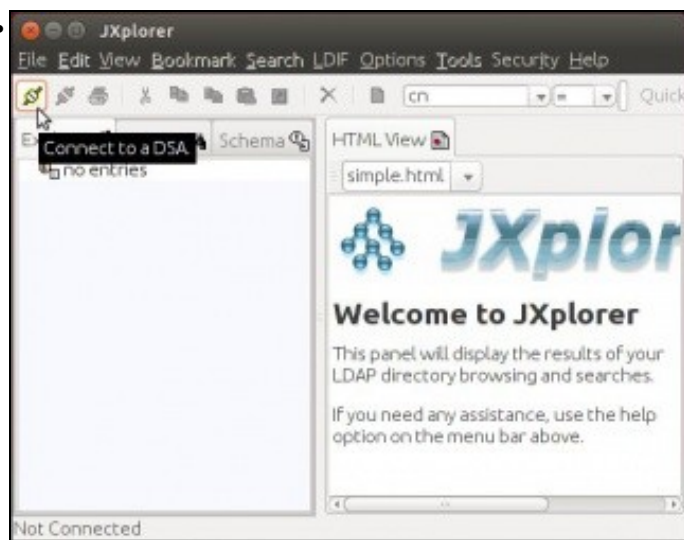 JXplorer
File Edit View Bookmark Search LDIF Options Tools Security Help
cn = Quick
Connect to a DSA
Schema
HTML View
no entries
simple.html
JXplor
Welcome to JXplorer
This panel will display the results of your
LDAP directory browsing and searches.
If you need any assistance, use the help
option on the menu bar above.
Not Connected